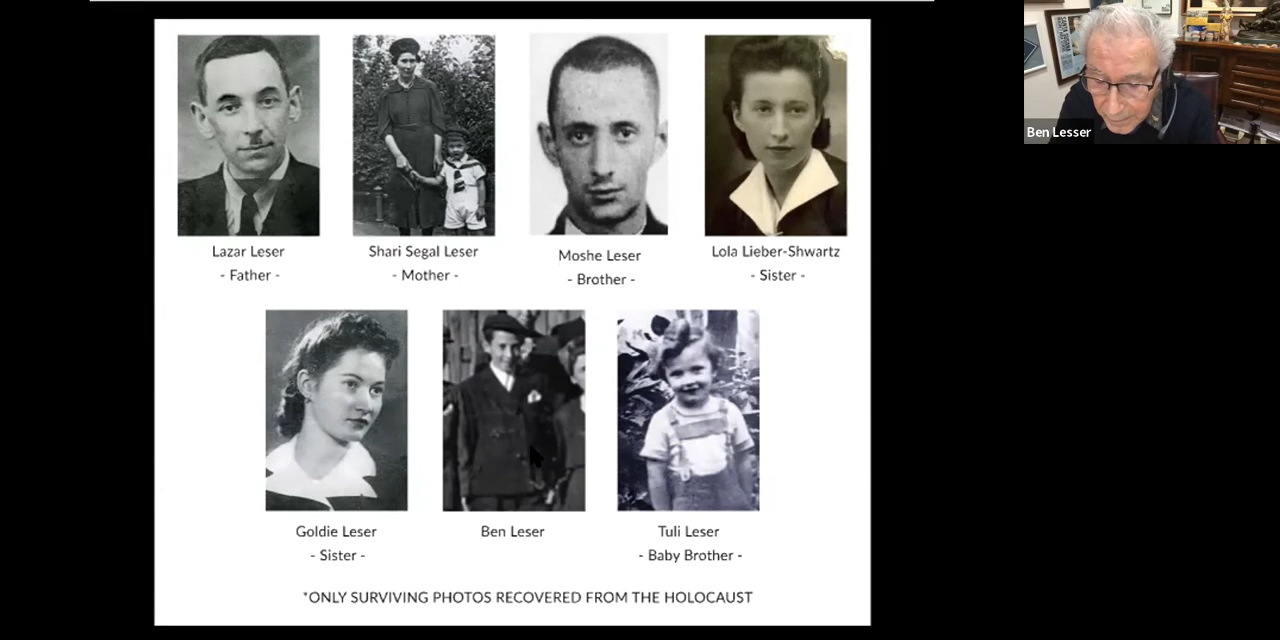 Lazar Leser
- Father -
Shari Segal Leser
- Mother -
Moshe Leser
- Brother -
Lola Lieber-Shwartz
- Sister -
Goldie Leser
- Sister -
Ben Leser
Tuli Leser
- Baby Brother -
*ONLY SURVIVING PHOTOS RECOVERED FROM THE HOLOCAUST
Ben Lesser